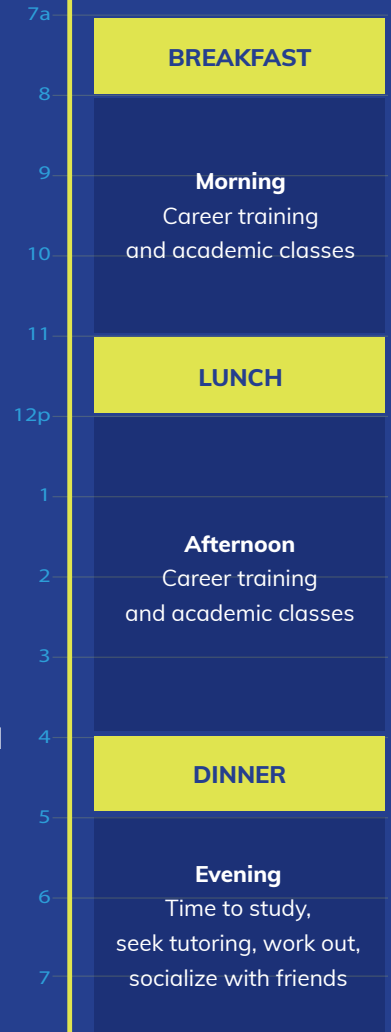 7a
BREAKFAST
8
9
Morning
Career training
10
and academic classes
11
LUNCH
12p
1
Afternoon
2
Career training
and academic classes
3
4
DINNER
5
Evening
6
Time to study,
seek tutoring, work out,
7
socialize with friends